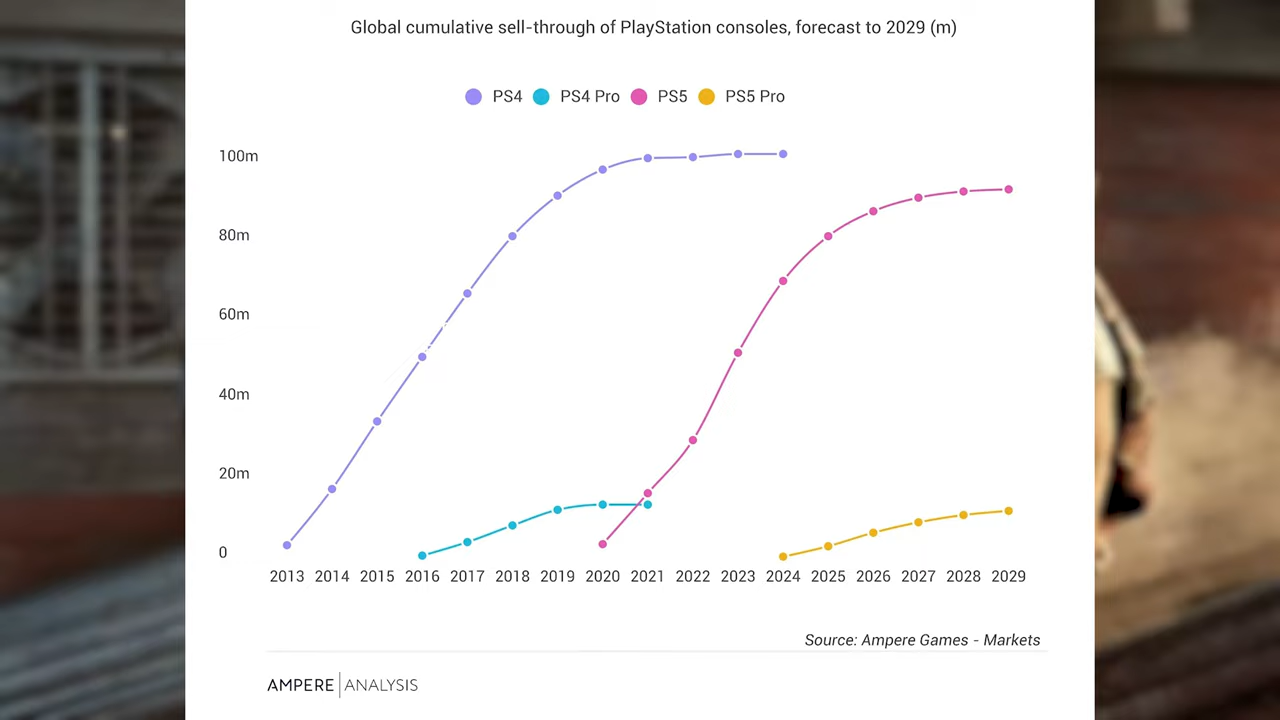 Global cumulative sell-through of PlayStation consoles, forecast to 2029 (m)
PS4 PS4 Pro PS5 PS5 Pro
100m
80m
60m
40m
20m
0
2013 2014 2015 2016 2017 2018 2019 2020 2021 2022 2023 2024 2025 2026 2027 2028 2029
Source: Ampere Games - Markets
AMPERE | ANALYSIS